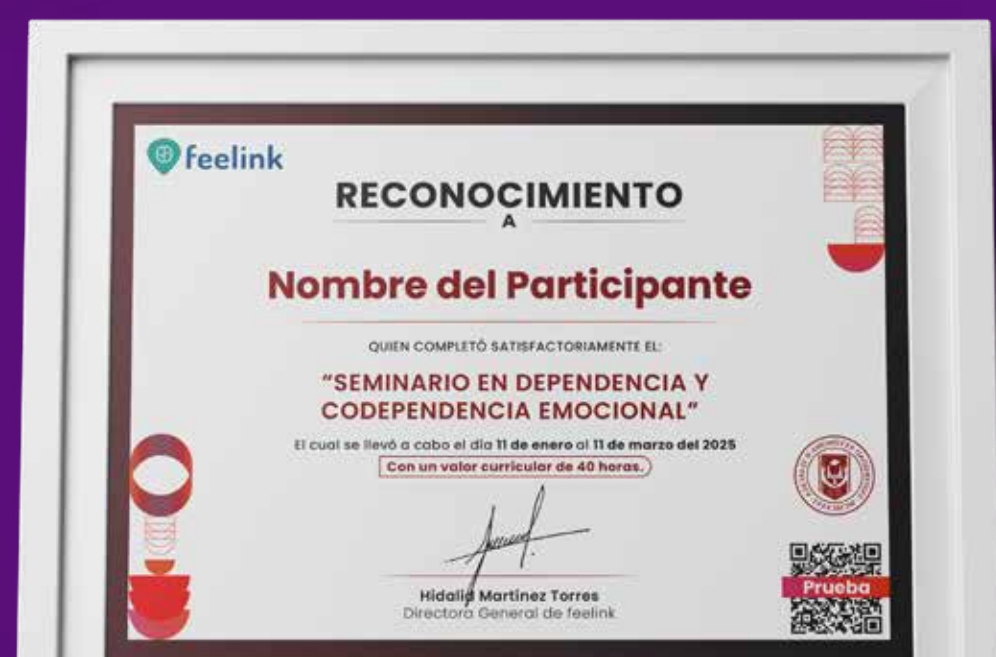 feelink
RECONOCIMIENTO
A
Nombre del Participante
QUIEN COMPLETÓ SATISFACTORIAMENTE EL:
“SEMINARIO EN DEPENDENCIA Y
CODEPENDENCIA EMOCIONAL”
El cual se llevó a cabo el día 11 de enero al 11 de marzo del 2025
Con un valor curricular de 40 horas.
Hidalid Martínez Torres
Directora General de feelink
Prueba